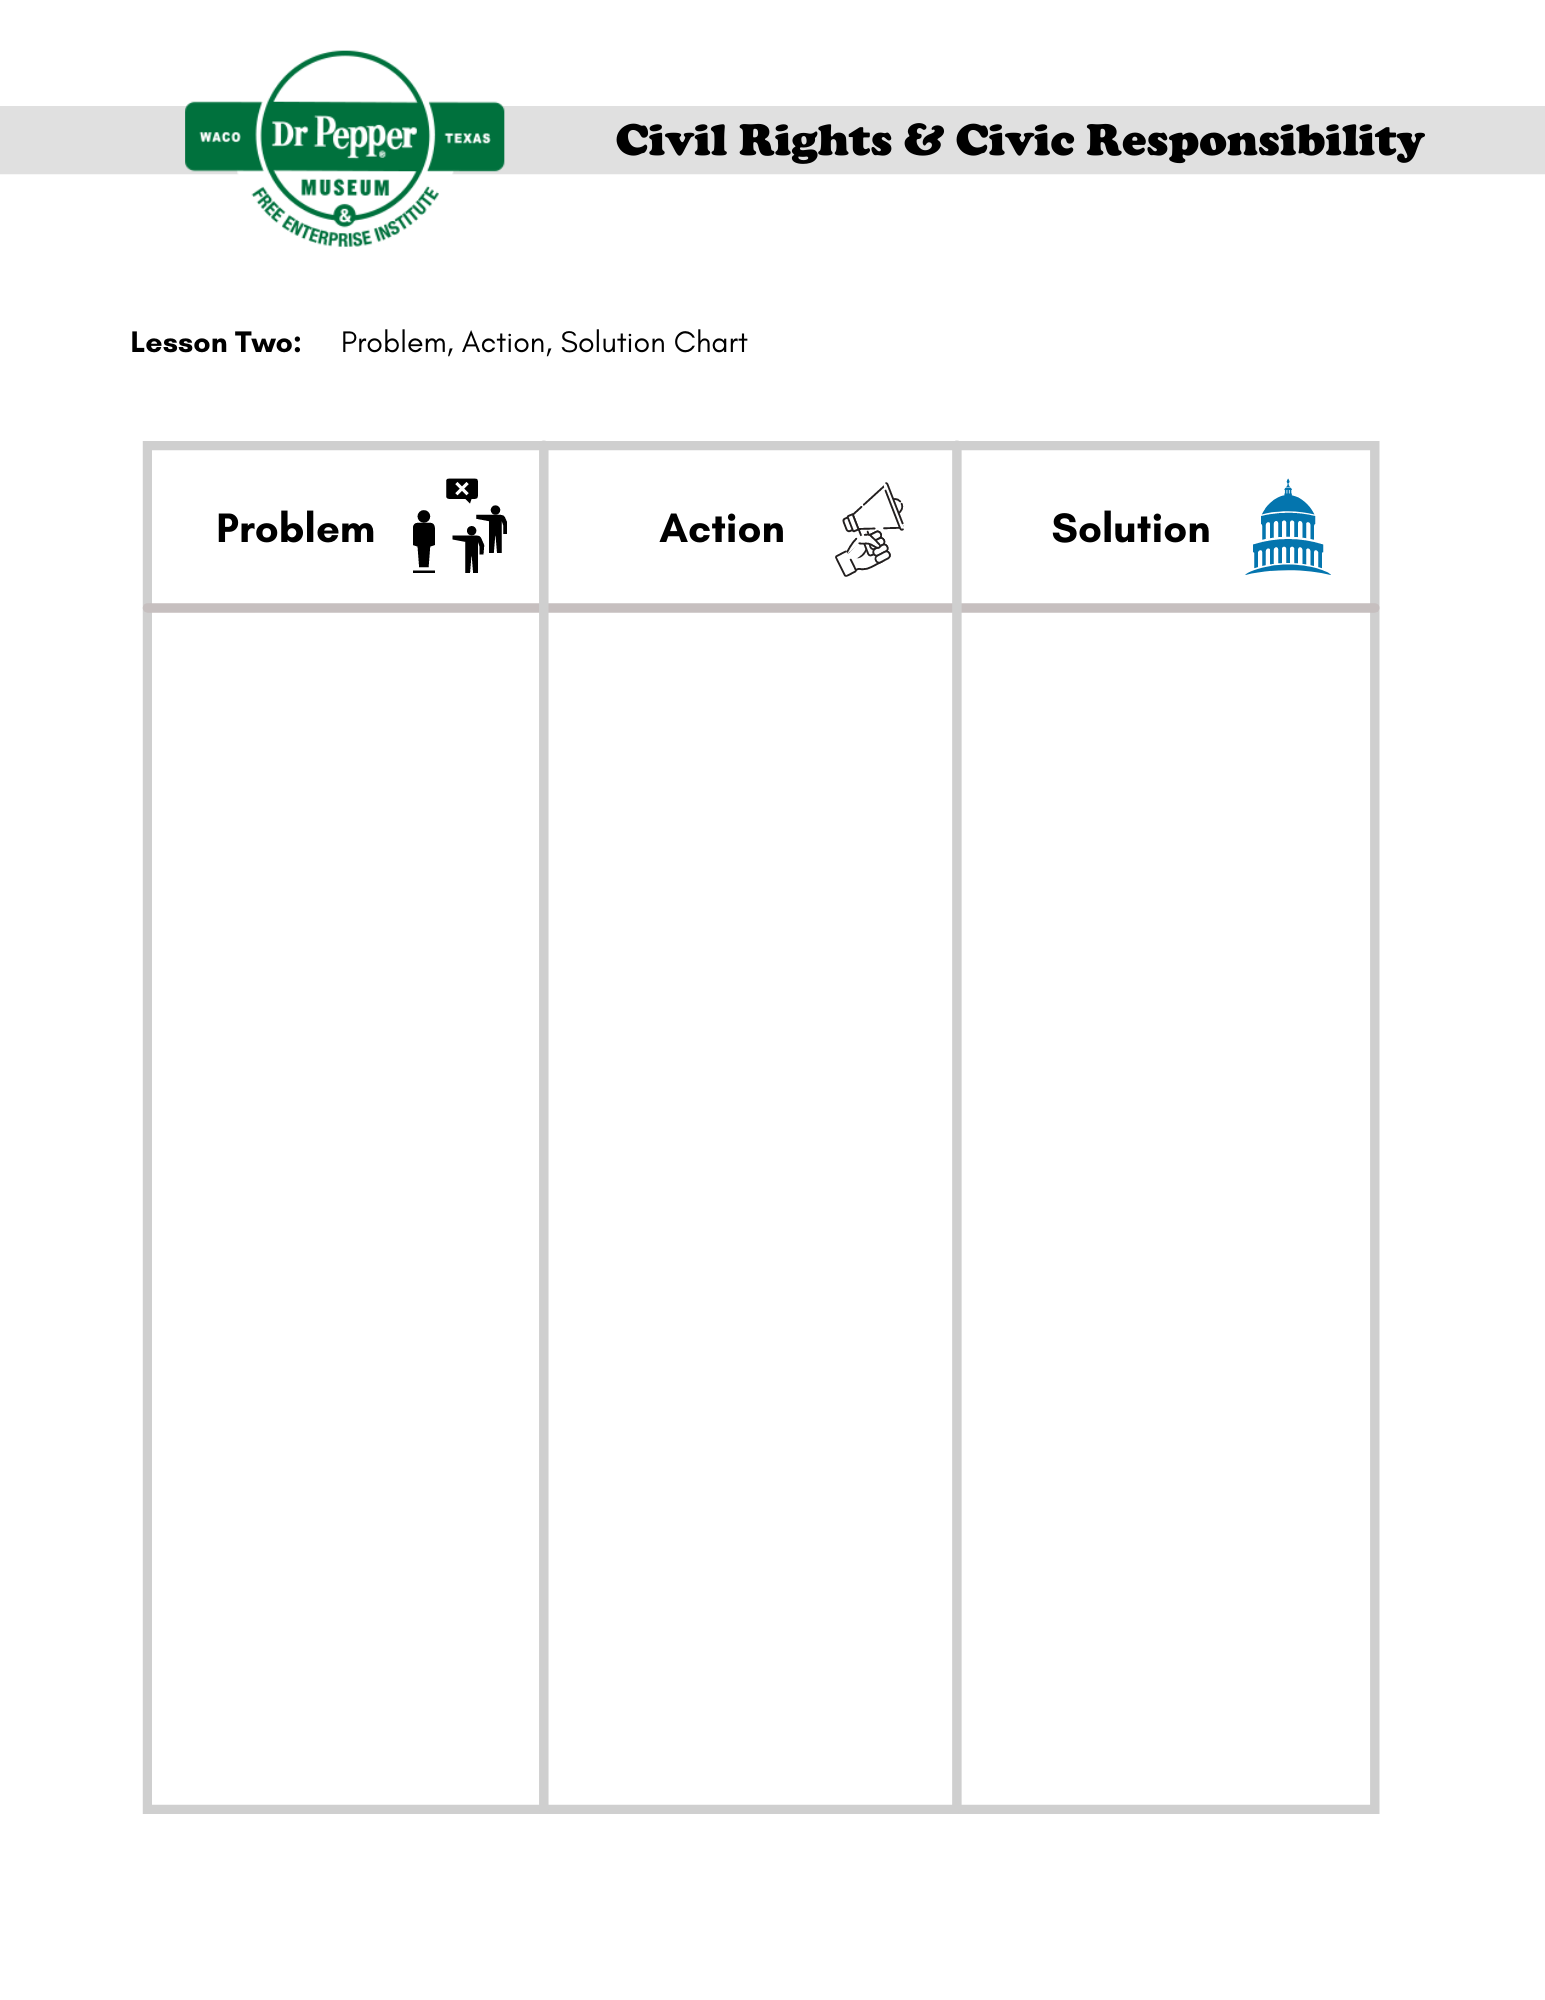 WACO
Dr Pepper
TEXAS
MUSEUM
&
FREE ENTERPRISE INSTITUTE
Civil Rights & Civic Responsibility
Lesson Two: Problem, Action, Solution Chart
Problem
Action
Solution